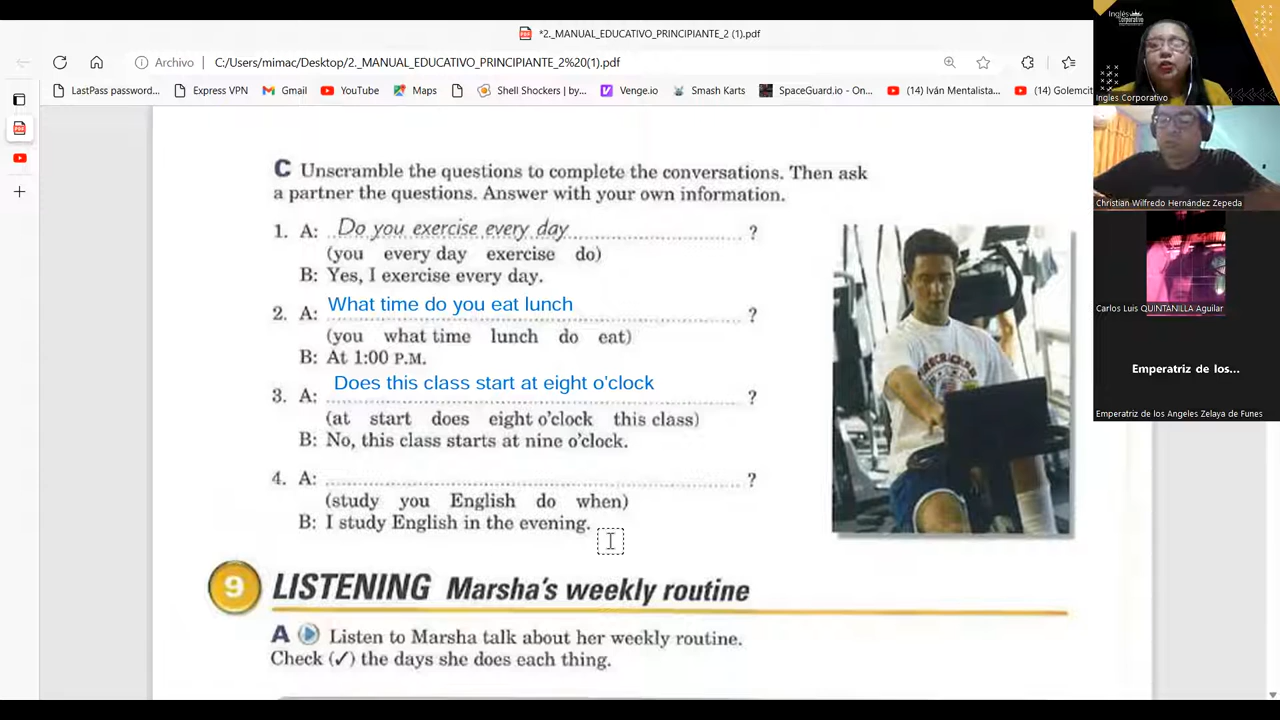 *2._MANUAL_EDUCATIVO_PRINCIPIANTE_2 (1).pdf
Archivo C:/Users/mimac/Desktop/2._MANUAL_EDUCATIVO_PRINCIPIANTE_2%20(1).pdf
LastPass password... Express VPN Gmail YouTube Maps Shell Shockers | by... Venge.io Smash Karts SpaceGuard.io - On... (14) Iván Mentalista... (14) Golemcit
Inglés
Corporativo
Ingles Corporativo
Christian Wilfredo Hernández Zepeda
Carlos Luis QUINTANILLA Aguilar
Emperatriz de los...
Emperatriz de los Angeles Zelaya de Funes
C Unscramble the questions to complete the conversations. Then ask
a partner the questions. Answer with your own information.
1. A: Do you exercise every day ?
(you every day exercise do)
B: Yes, I exercise every day.
2. A: What time do you eat lunch ?
(you what time lunch do eat)
B: At 1:00 P.M.
3. A: Does this class start at eight o'clock ?
(at start does eight o'clock this class)
B: No, this class starts at nine o'clock.
4. A: ?
(study you English do when)
B: I study English in the evening.
9 LISTENING Marsha's weekly routine
A Listen to Marsha talk about her weekly routine.
Check (✓) the days she does each thing.